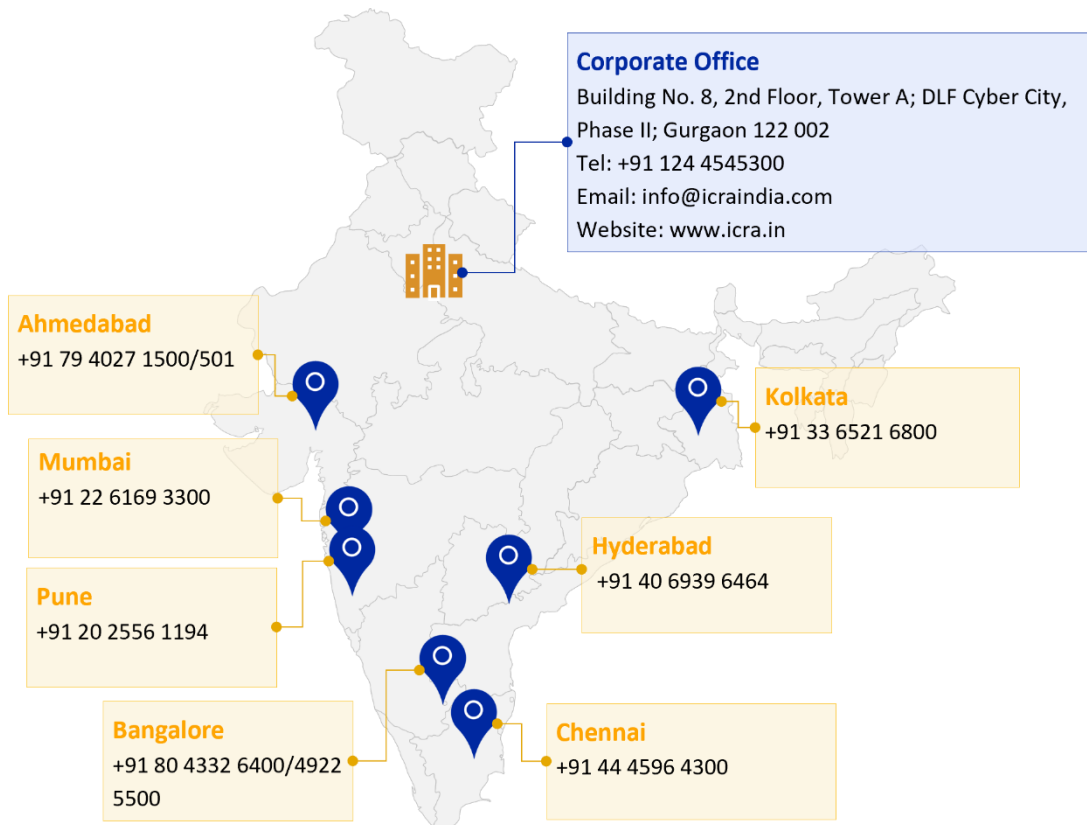 Corporate Office
Building No. 8, 2nd Floor, Tower A; DLF Cyber City,
Phase II; Gurgaon 122 002
Tel: +91 124 4545300
Email: info@icraindia.com
Website: www.icra.in
Ahmedabad
+91 79 4027 1500/501
Kolkata
+91 33 6521 6800
Mumbai
+91 22 6169 3300
Hyderabad
+91 40 6939 6464
Pune
+91 20 2556 1194
Bangalore
+91 80 4332 6400/4922
5500
Chennai
+91 44 4596 4300